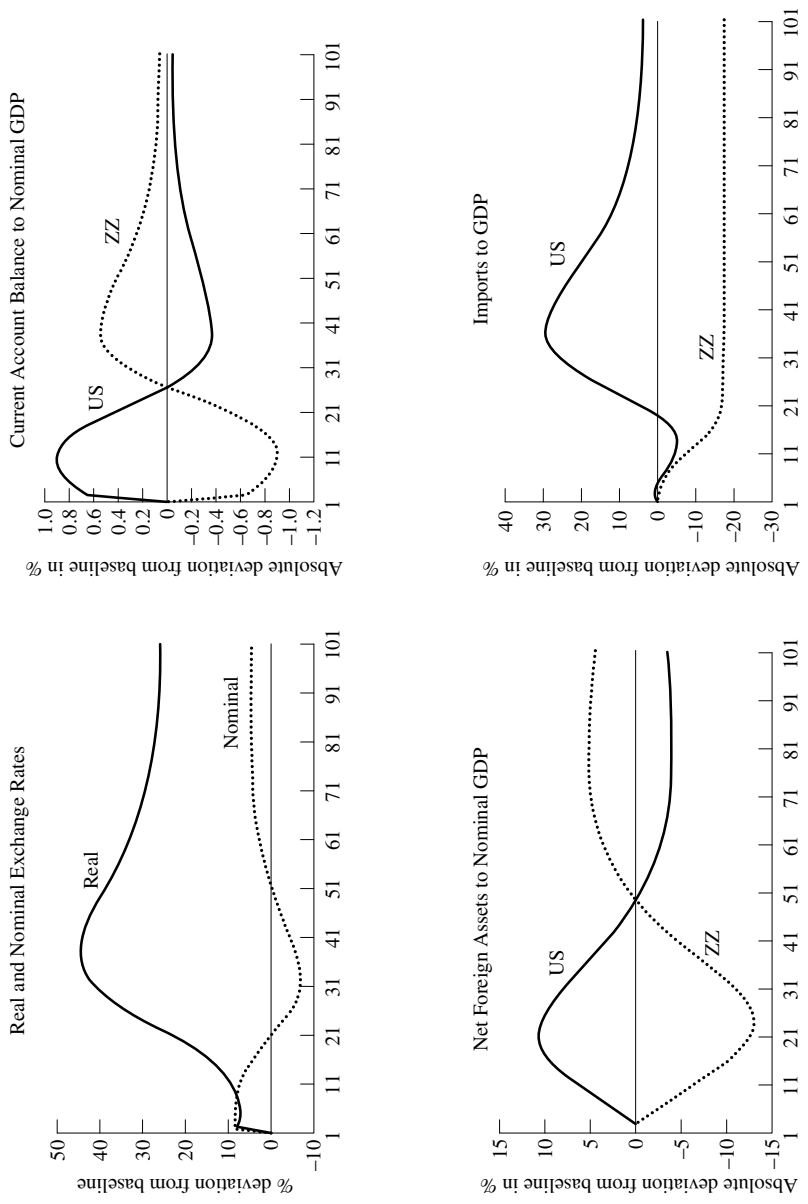 Real and Nominal Exchange Rates
% deviation from baseline
50
40
30
20
10
0
−10
Real
Nominal
1 11 21 31 41 51 61 71 81 91 101
Current Account Balance to Nominal GDP
Absolute deviation from baseline in %
1.0
0.8
0.6
0.4
0.2
0
−0.2
−0.4
−0.6
−0.8
−1.0
−1.2
US
ZZ
1 11 21 31 41 51 61 71 81 91 101
Net Foreign Assets to Nominal GDP
Absolute deviation from baseline in %
15
10
5
0
−5
−10
−15
US
ZZ
1 11 21 31 41 51 61 71 81 91 101
Imports to GDP
Absolute deviation from baseline in %
40
30
20
10
0
−10
−20
−30
US
ZZ
1 11 21 31 41 51 61 71 81 91 101